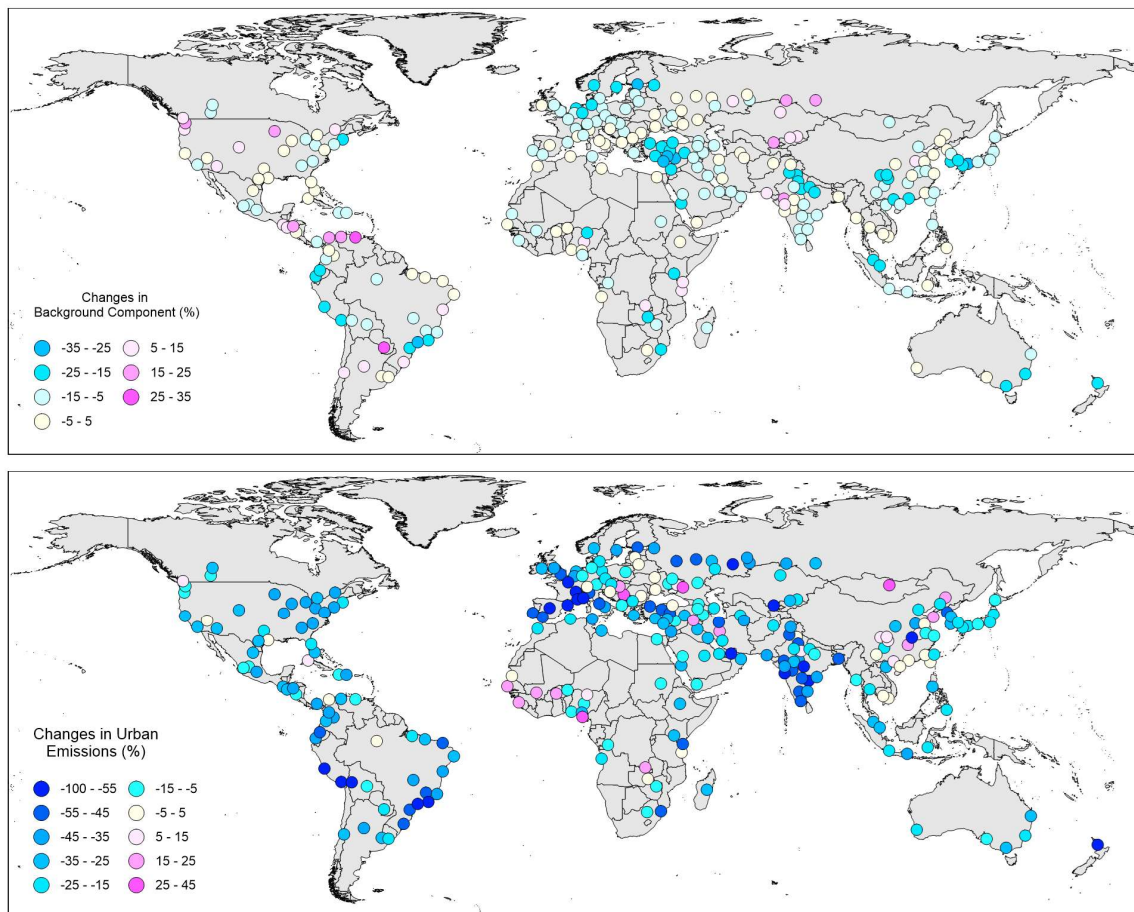 Changes in
Background Component (%)
-35 - -25
5 - 15
-25 - -15
15 - 25
-15 - -5
25 - 35
-5 - 5
Changes in Urban
Emissions (%)
-100 - -55
-15 - -5
-55 - -45
-5 - 5
-45 - -35
5 - 15
-35 - -25
15 - 25
-25 - -15
25 - 45